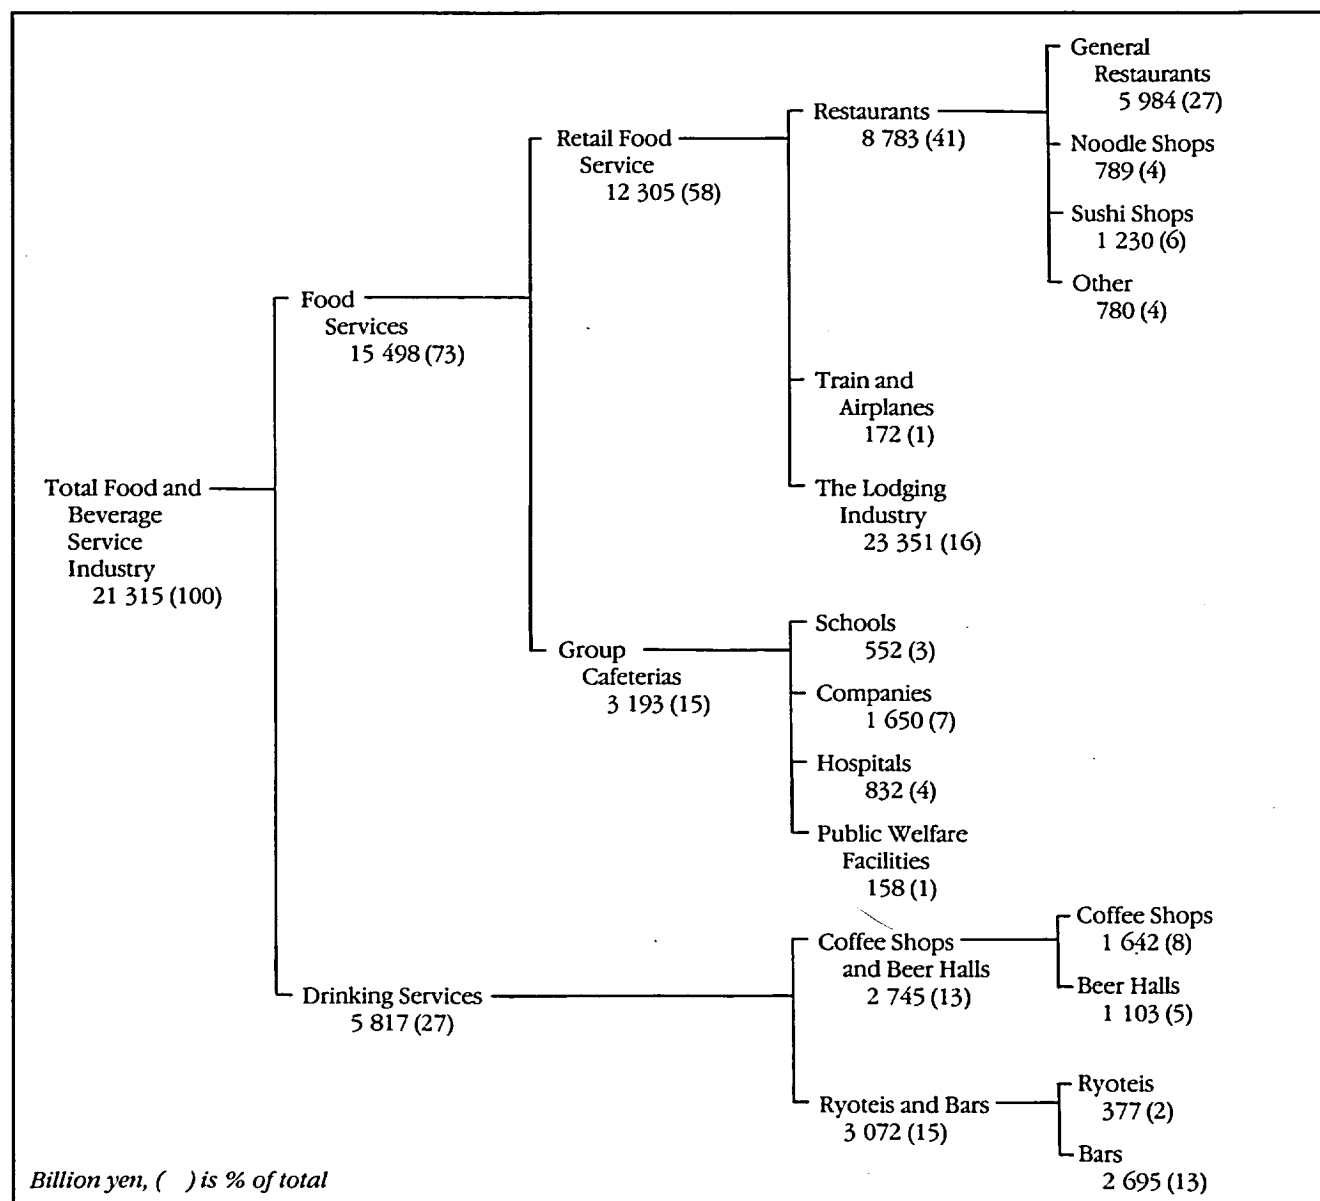 General
Restaurants
5 984 (27)
Restaurants
8 783 (41)
Retail Food
Service
12 305 (58)
Noodle Shops
789 (4)
Sushi Shops
1 230 (6)
Other
780 (4)
Food
Services
15 498 (73)
Train and
Airplanes
172 (1)
Total Food and
Beverage
Service
Industry
21 315 (100)
The Lodging
Industry
23 351 (16)
Group
Cafeterias
3 193 (15)
Schools
552 (3)
Companies
1 650 (7)
Hospitals
832 (4)
Public Welfare
Facilities
158 (1)
Drinking Services
5 817 (27)
Coffee Shops
and Beer Halls
2 745 (13)
Coffee Shops
1 642 (8)
Beer Halls
1 103 (5)
Ryoteis and Bars
3 072 (15)
Ryoteis
377 (2)
Bars
2 695 (13)
Billion yen, ( ) is % of total